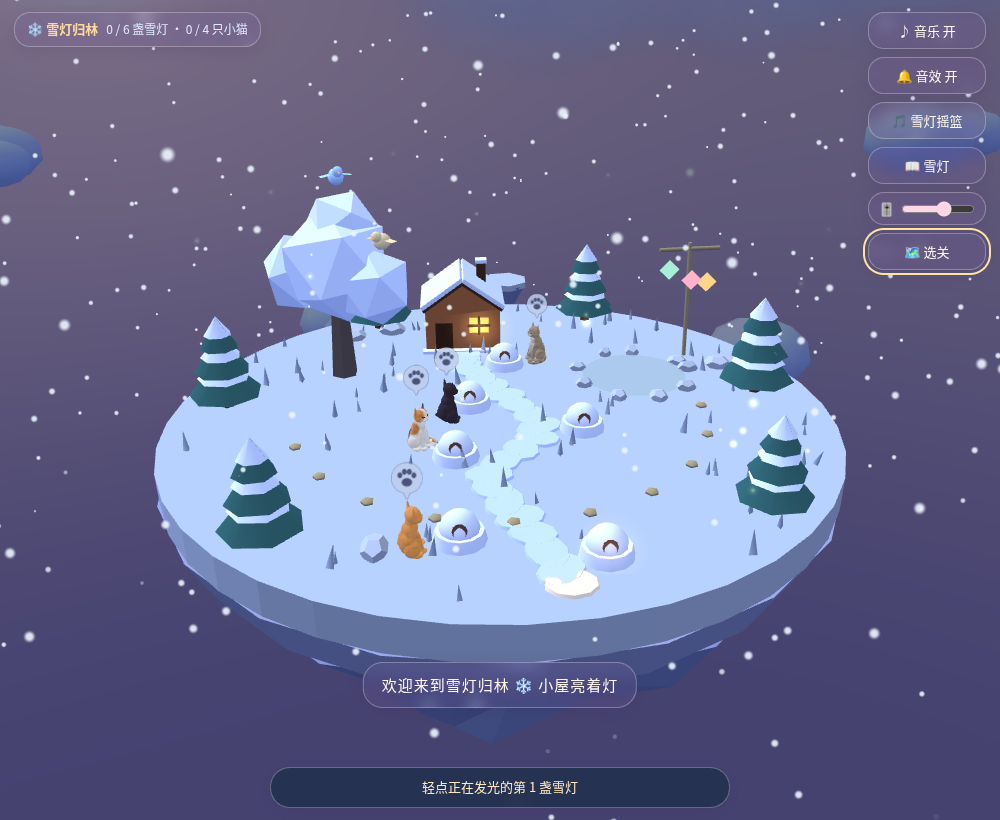 ❄️ 雪灯归林 0 / 6 盏雪灯 · 0 / 4 只小猫
♪ 音乐 开
🔔 音效 开
🎵 雪灯摇篮
📖 雪灯
🗺️ 选关
欢迎来到雪灯归林 ❄️ 小屋亮着灯
轻点正在发光的第 1 盏雪灯